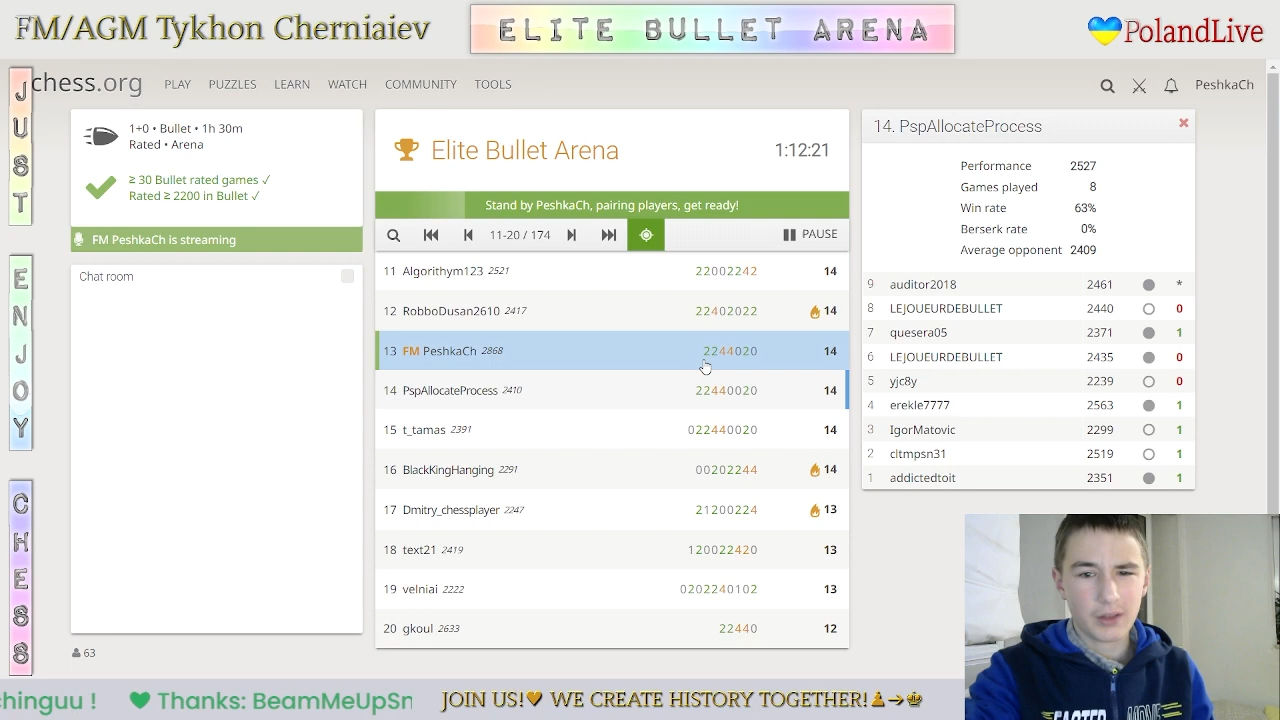 FM/AGM Tykhon Cherniaiev
ELITE BULLET ARENA
PolandLive
JUST
ENJOY
CHESS
chess.org PLAY PUZZLES LEARN WATCH COMMUNITY TOOLS PeshkaCh
1+0 • Bullet • 1h 30m
Rated • Arena
≥ 30 Bullet rated games ✓
Rated ≥ 2200 in Bullet ✓
FM PeshkaCh is streaming
Chat room
63
Elite Bullet Arena 1:12:21
Stand by PeshkaCh, pairing players, get ready!
11-20 / 174 PAUSE
11 Algorithym123 2521 22002242 14
12 RobboDusan2610 2417 22402022 14
13 FM PeshkaCh 2868 2244020 14
14 PspAllocateProcess 2410 22440020 14
15 t_tamas 2391 022440020 14
16 BlackKingHanging 2291 00202244 14
17 Dmitry_chessplayer 2247 21200224 13
18 text21 2419 120022420 13
19 velniai 2222 0202240102 13
20 gkoul 2633 22440 12
14. PspAllocateProcess
Performance 2527
Games played 8
Win rate 63%
Berserk rate 0%
Average opponent 2409
9 auditor2018 2461 *
8 LEJOUEURDEBULLET 2440 0
7 quesera05 2371 1
6 LEJOUEURDEBULLET 2435 0
5 yjc8y 2239 0
4 erekle7777 2563 1
3 IgorMatovic 2299 1
2 cltmpsn31 2519 1
1 addictedtoit 2351 1
chinguu ! Thanks: BeamMeUpSn
JOIN US! WE CREATE HISTORY TOGETHER!